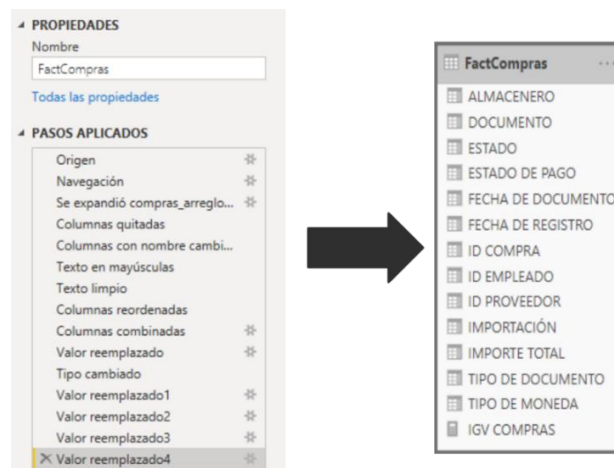 PROPIEDADES
Nombre
FactCompras
Todas las propiedades
PASOS APLICADOS
Origen
Navegación
Se expandió compras_arreglo...
Columnas quitadas
Columnas con nombre cambi...
Texto en mayúsculas
Texto limpio
Columnas reordenadas
Columnas combinadas
Valor reemplazado
Tipo cambiado
Valor reemplazado1
Valor reemplazado2
Valor reemplazado3
Valor reemplazado4
FactCompras
ALMACENERO
DOCUMENTO
ESTADO
ESTADO DE PAGO
FECHA DE DOCUMENTO
FECHA DE REGISTRO
ID COMPRA
ID EMPLEADO
ID PROVEEDOR
IMPORTACIÓN
IMPORTE TOTAL
TIPO DE DOCUMENTO
TIPO DE MONEDA
IGV COMPRAS